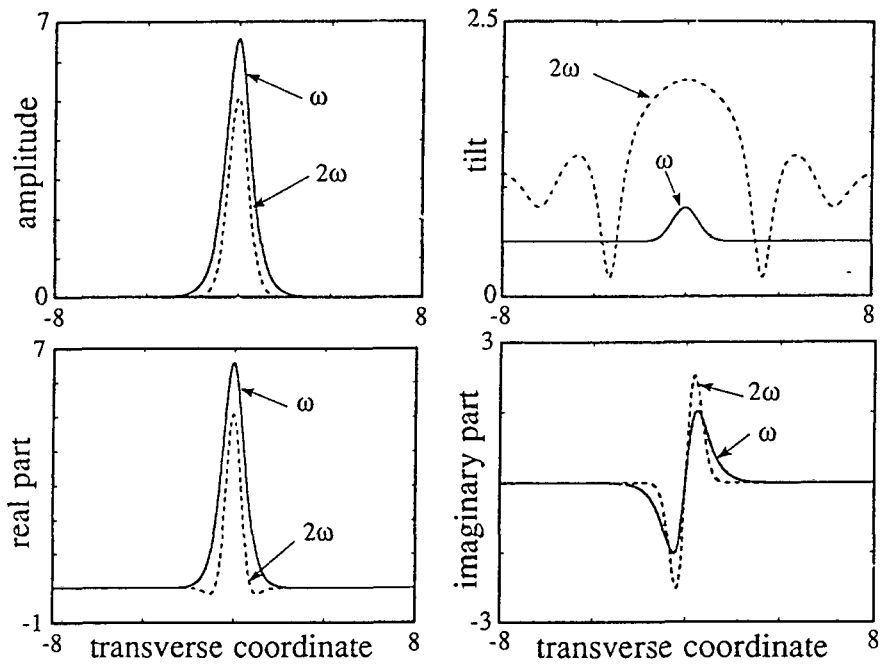 7
amplitude
ω
2ω
0
-8
8
2.5
tilt
2ω
ω
0
-8
8
7
real part
ω
2ω
-1
-8
transverse coordinate
8
3
imaginary part
2ω
ω
-3
-8
transverse coordinate
8